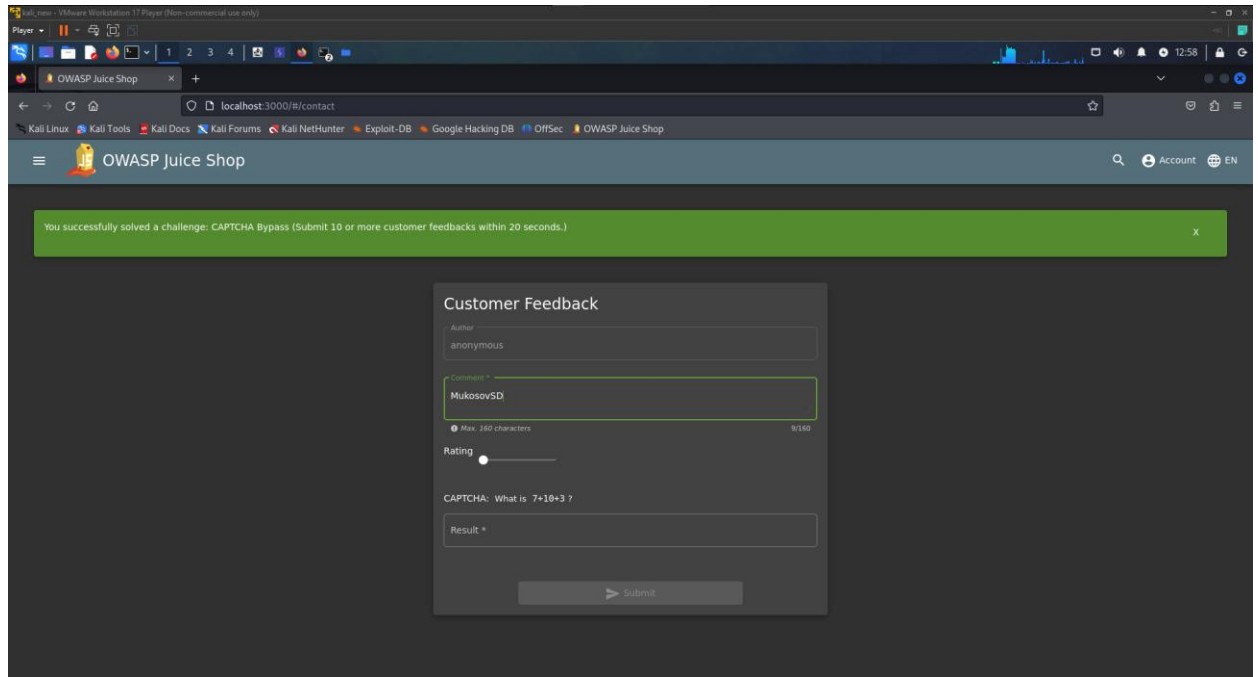 kali_new - VMware Workstation 17 Player (Non-commercial use only)
Player
1 2 3 4 2 12:58
OWASP Juice Shop
localhost:3000/#/contact
Kali Linux Kali Tools Kali Docs Kali Forums Kali NetHunter Exploit-DB Google Hacking DB OffSec OWASP Juice Shop
OWASP Juice Shop Account EN
You successfully solved a challenge: CAPTCHA Bypass (Submit 10 or more customer feedbacks within 20 seconds.) X
Customer Feedback
Author
anonymous
Comment *
MukosovSD
Max. 160 characters 9/160
Rating
CAPTCHA: What is 7+10+3 ?
Result *
Submit